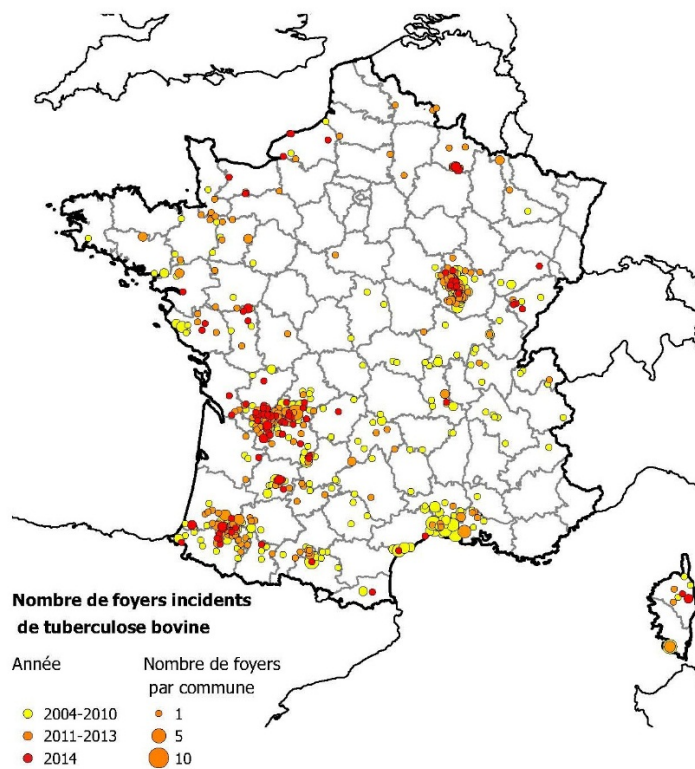 Nombre de foyers incidents
de tuberculose bovine
Année
Nombre de foyers
par commune
2004-2010
1
2011-2013
5
2014
10